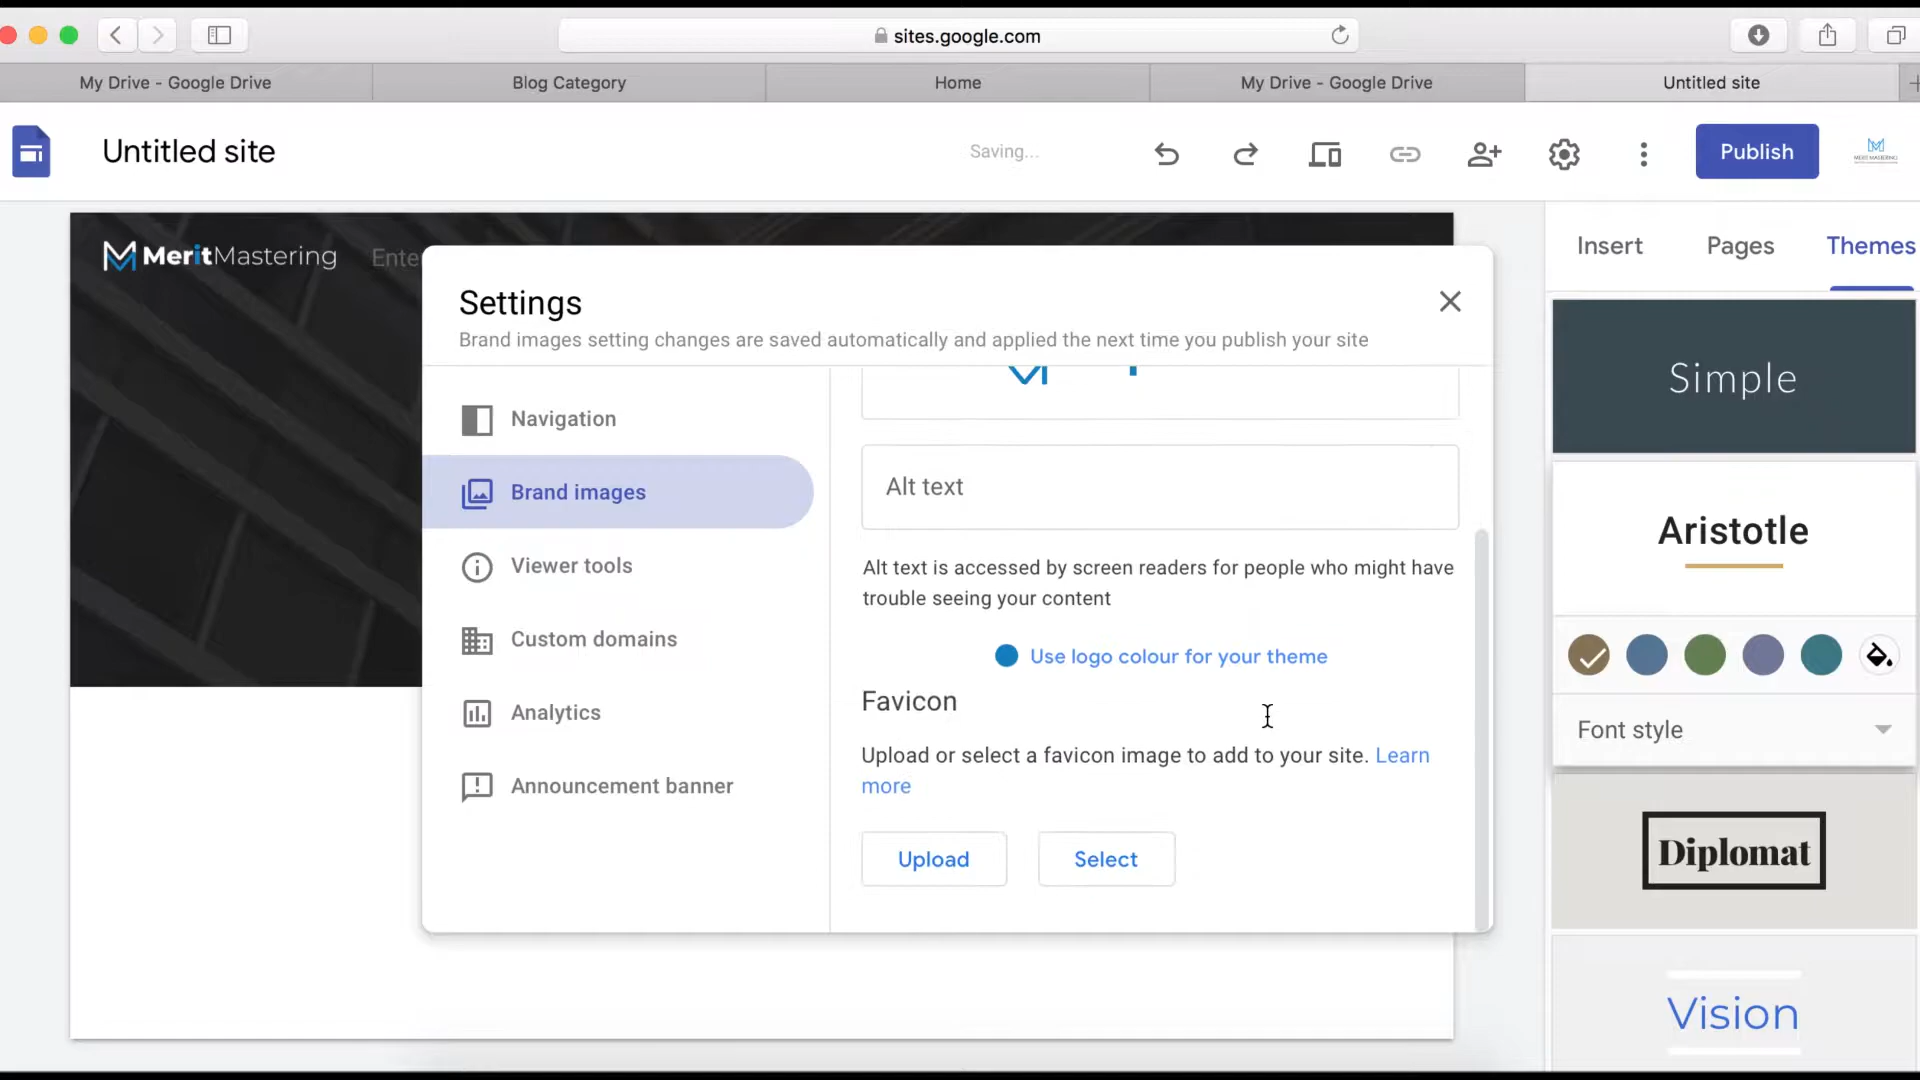 sites.google.com
My Drive - Google Drive
Blog Category
Home
My Drive - Google Drive
Untitled site
Untitled site
Saving...
Publish
MERIT MASTERING
MeritMastering
Ente
Insert
Pages
Themes
Settings
Brand images setting changes are saved automatically and applied the next time you publish your site
Navigation
Brand images
Viewer tools
Custom domains
Analytics
Announcement banner
Alt text
Alt text is accessed by screen readers for people who might have
trouble seeing your content
Use logo colour for your theme
Favicon
Upload or select a favicon image to add to your site. Learn
more
Upload
Select
Simple
Aristotle
Font style
Diplomat
Vision